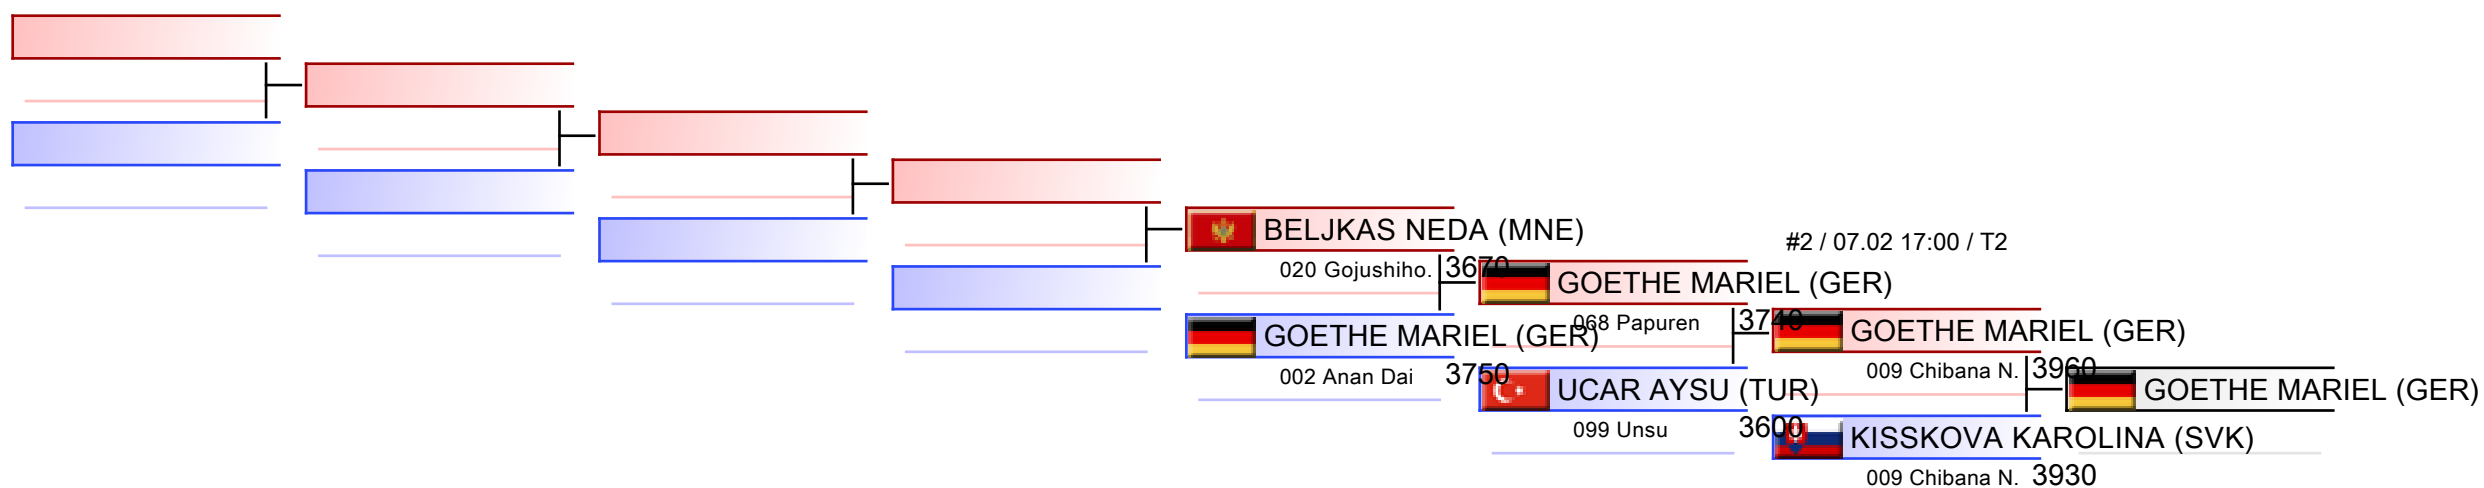 BELJKAS NEDA (MNE)
020 Gojushiho. 3670
GOETHE MARIEL (GER)
002 Anan Dai 3750
GOETHE MARIEL (GER)
068 Papuren 3740
UCAR AYSU (TUR)
099 Unsu 3600
#2 / 07.02 17:00 / T2
GOETHE MARIEL (GER)
009 Chibana N. 3960
KISSKOVA KAROLINA (SVK)
009 Chibana N. 3930
GOETHE MARIEL (GER)